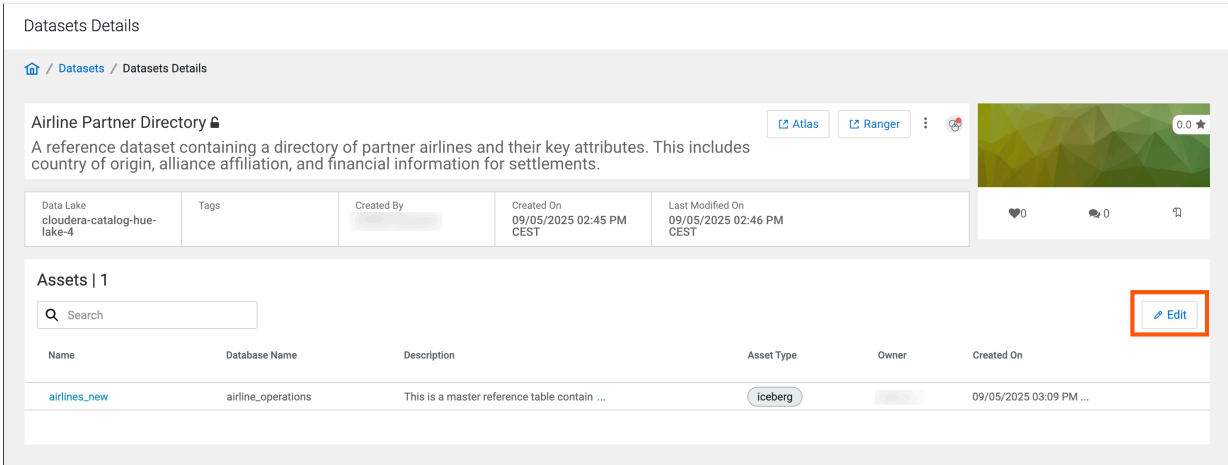 Datasets Details
/ Datasets / Datasets Details
Airline Partner Directory
Atlas
Ranger
0.0
A reference dataset containing a directory of partner airlines and their key attributes. This includes
country of origin, alliance affiliation, and financial information for settlements.
Data Lake
cloudera-catalog-hue-
lake-4
Tags
Created By
Created On
09/05/2025 02:45 PM
CEST
Last Modified On
09/05/2025 02:46 PM
CEST
0
0
Assets | 1
Search
Edit
Name Database Name Description Asset Type Owner Created On
airlines_new airline_operations This is a master reference table contain ... iceberg 09/05/2025 03:09 PM ...